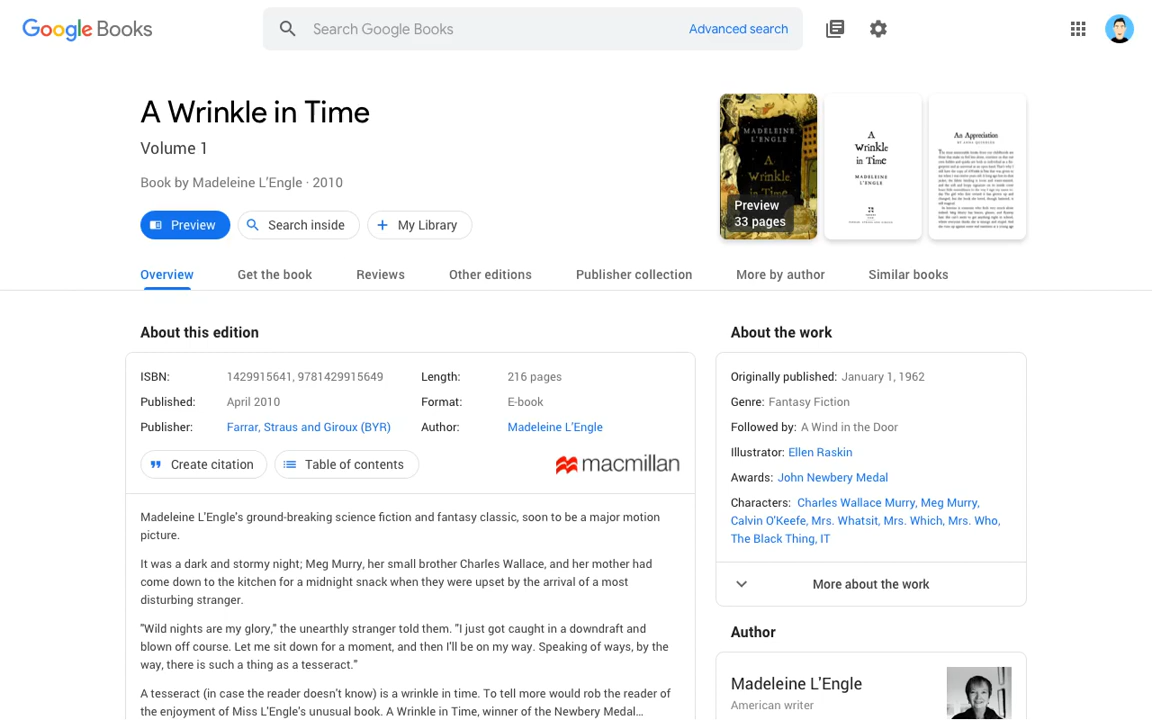 Google Books
Search Google Books
Advanced search
A Wrinkle in Time
Volume 1
Book by Madeleine L'Engle · 2010
Preview
Search inside
My Library
MADELEINE
L'ENGLE
A
Wrinkle
in Time
Preview
33 pages
A
Wrinkle
in Time
MADELEINE
L'ENGLE
An Appreciation
Overview
Get the book
Reviews
Other editions
Publisher collection
More by author
Similar books
About this edition
ISBN: 1429915641, 9781429915649
Length: 216 pages
Published: April 2010
Format: E-book
Publisher: Farrar, Straus and Giroux (BYR)
Author: Madeleine L'Engle
Create citation
Table of contents
macmillan
Madeleine L'Engle's ground-breaking science fiction and fantasy classic, soon to be a major motion
picture.
It was a dark and stormy night; Meg Murry, her small brother Charles Wallace, and her mother had
come down to the kitchen for a midnight snack when they were upset by the arrival of a most
disturbing stranger.
"Wild nights are my glory," the unearthly stranger told them. "I just got caught in a downdraft and
blown off course. Let me sit down for a moment, and then I'll be on my way. Speaking of ways, by the
way, there is such a thing as a tesseract."
A tesseract (in case the reader doesn't know) is a wrinkle in time. To tell more would rob the reader of
the enjoyment of Miss L'Engle's unusual book. A Wrinkle in Time, winner of the Newbery Medal…
About the work
Originally published: January 1, 1962
Genre: Fantasy Fiction
Followed by: A Wind in the Door
Illustrator: Ellen Raskin
Awards: John Newbery Medal
Characters: Charles Wallace Murry, Meg Murry,
Calvin O'Keefe, Mrs. Whatsit, Mrs. Which, Mrs. Who,
The Black Thing, IT
More about the work
Author
Madeleine L'Engle
American writer